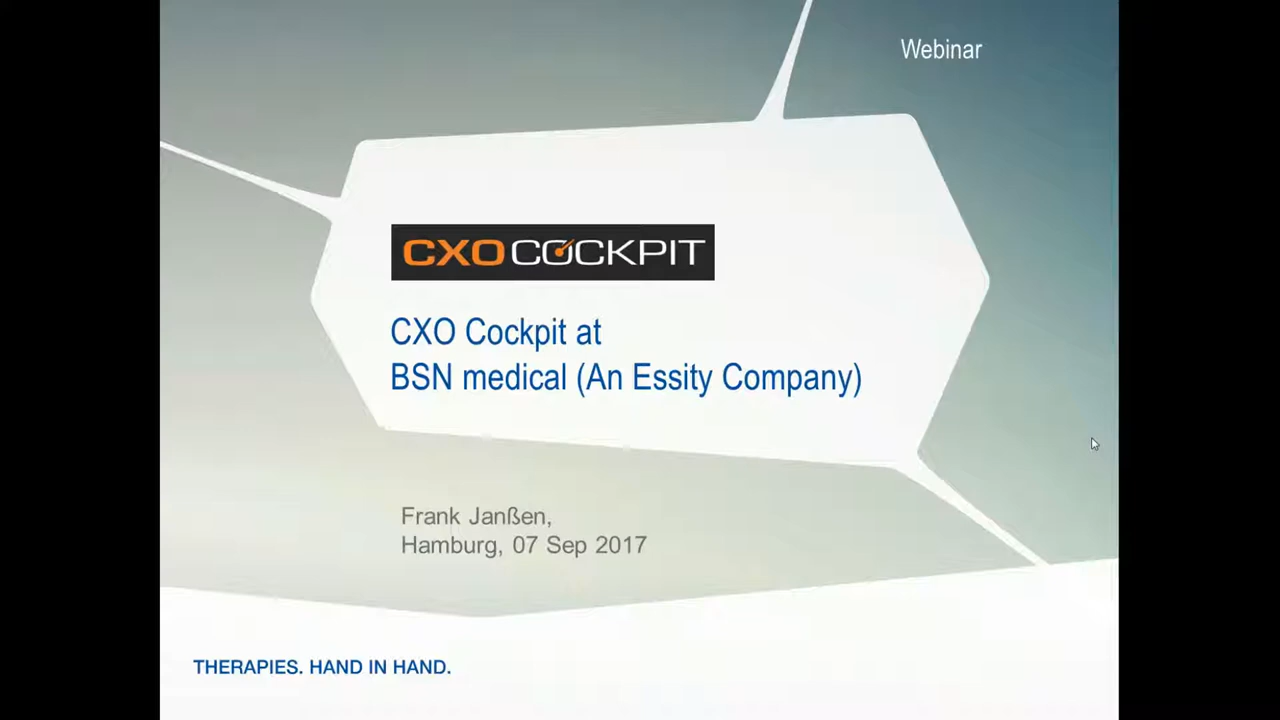 Webinar
CXO COCKPIT
CXO Cockpit at
BSN medical (An Essity Company)
Frank Janßen,
Hamburg, 07 Sep 2017
THERAPIES. HAND IN HAND.